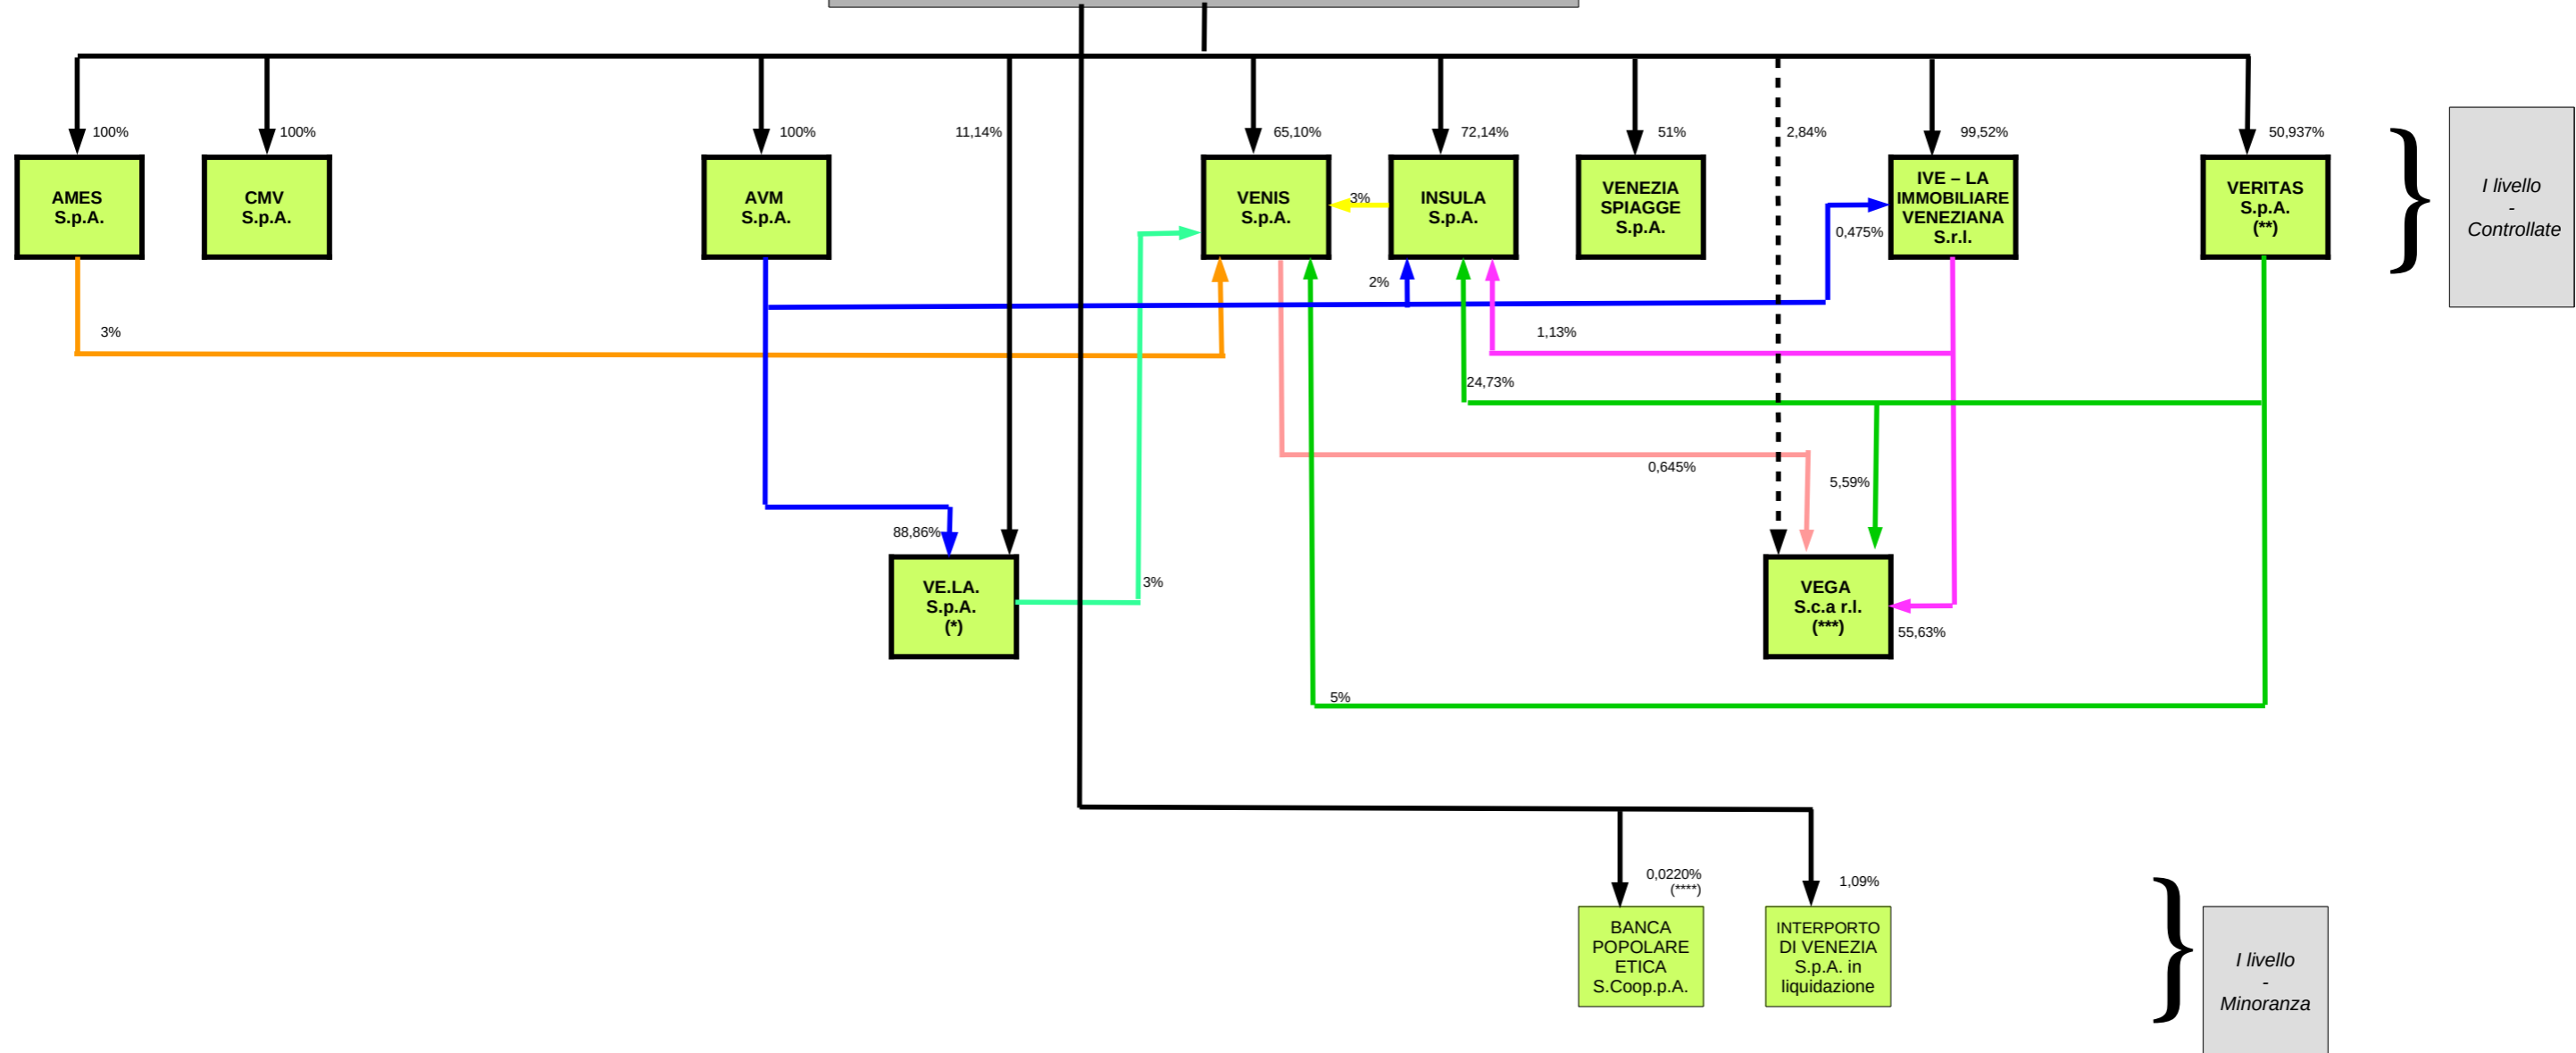 100%
100%
100%
11,14%
65,10%
72,14%
51%
2,84%
99,52%
50,937%
AMES
S.p.A.
CMV
S.p.A.
AVM
S.p.A.
VENIS
S.p.A.
3%
INSULA
S.p.A.
VENEZIA
SPIAGGE
S.p.A.
0,475%
IVE – LA
IMMOBILIARE
VENEZIANA
S.r.l.
VERITAS
S.p.A.
(**)
I livello
-
Controllate
2%
3%
1,13%
24,73%
0,645%
5,59%
88,86%
VE.LA.
S.p.A.
(*)
3%
VEGA
S.c.a r.l.
(***)
55,63%
5%
0,0220%
(****)
1,09%
BANCA
POPOLARE
ETICA
S.Coop.p.A.
INTERPORTO
DI VENEZIA
S.p.A. in
liquidazione
I livello
-
Minoranza